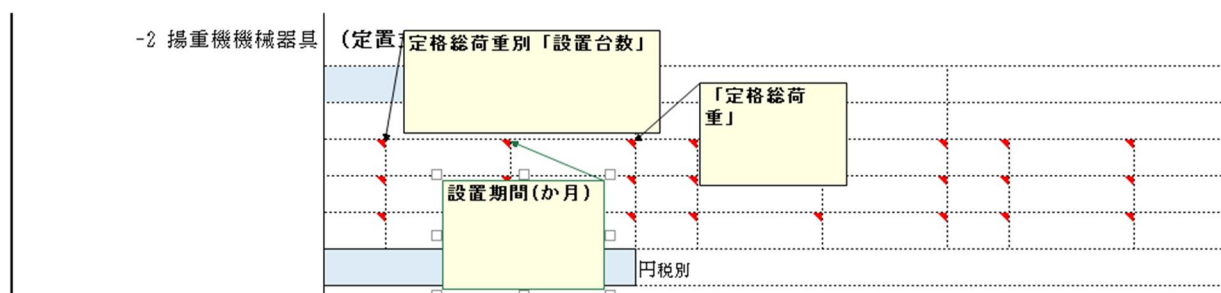 -2 揚重機機械器具
(定置
定格総荷重別「設置台数」
「定格総荷
重」
設置期間(か月)
円税別